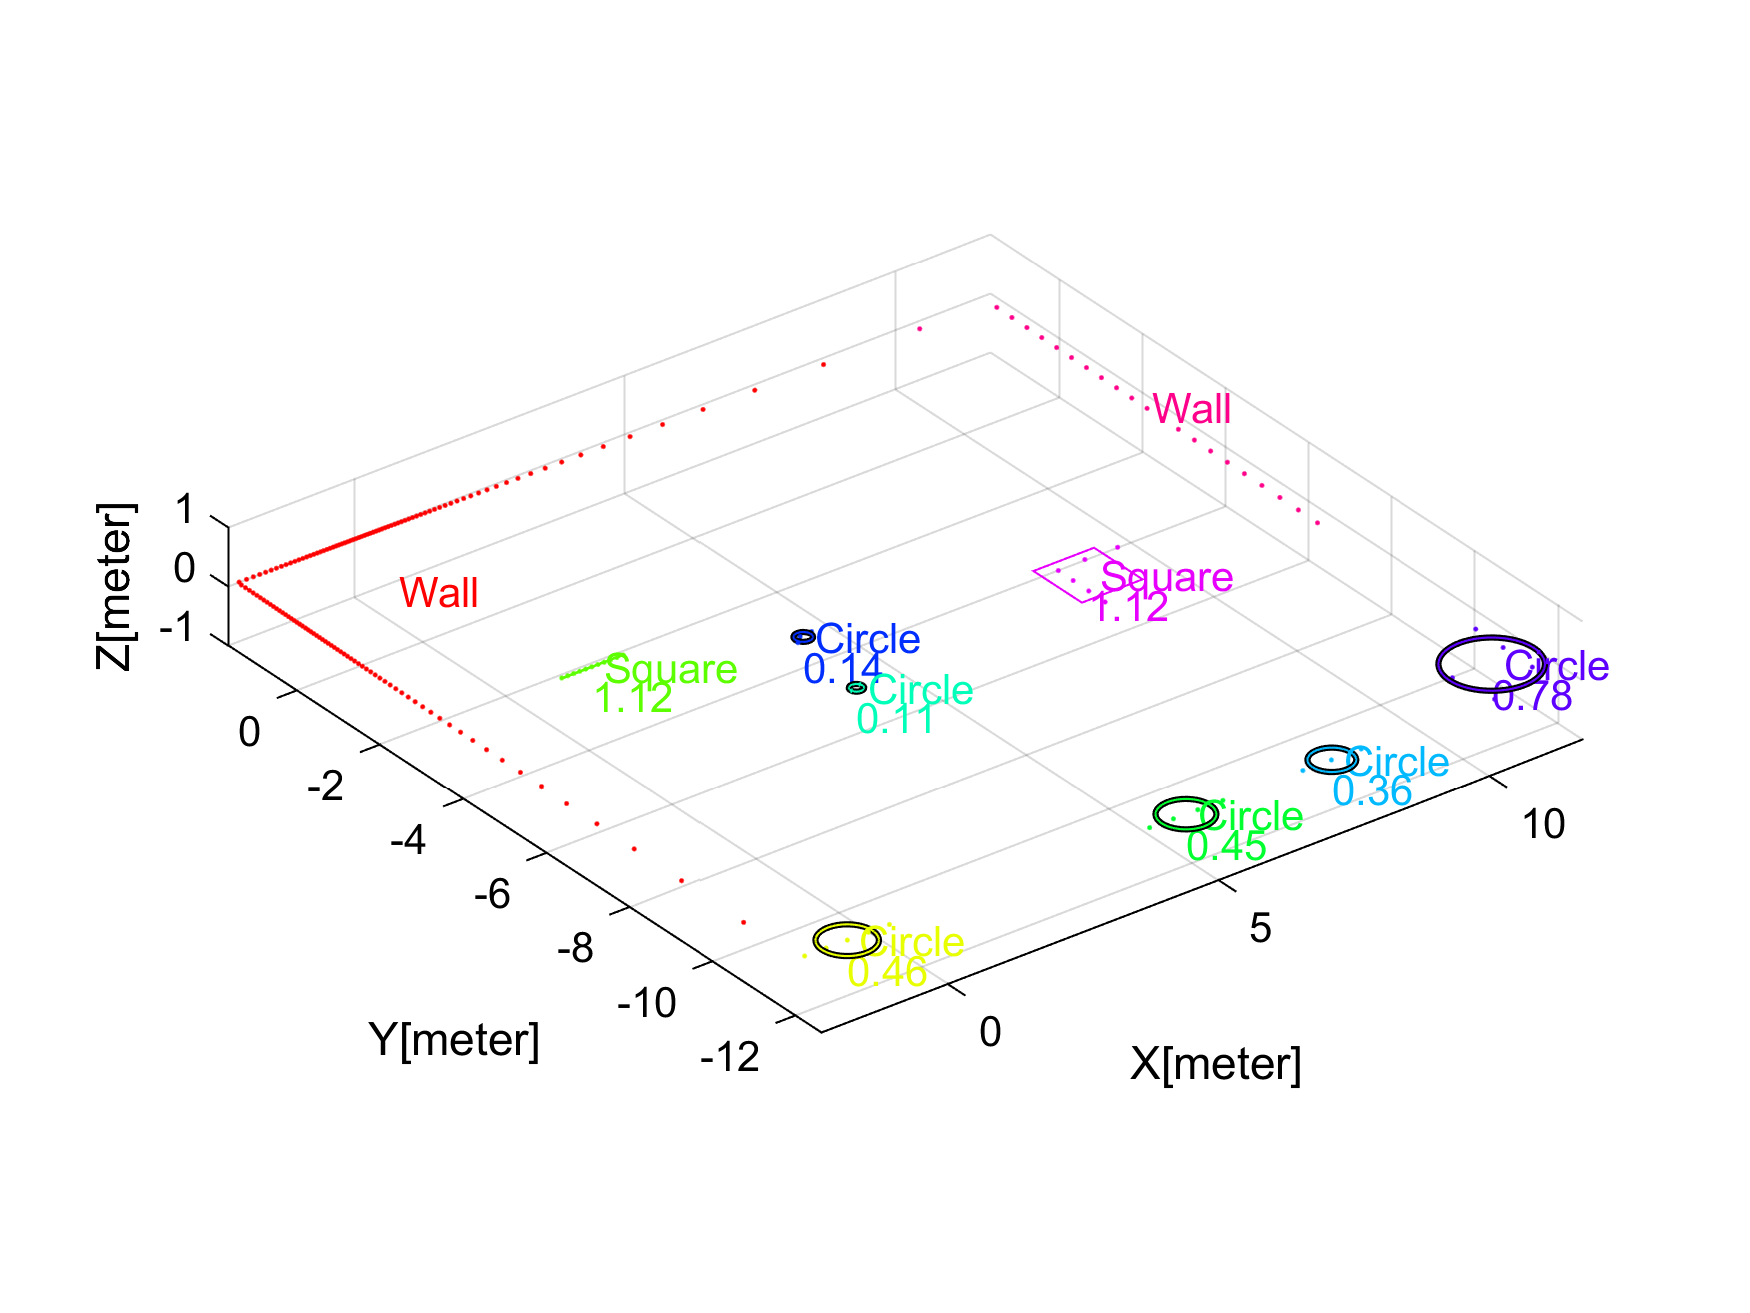 Wall
1
0
-1
Z[meter]
Wall
Square
1.12
Circle
0.14
Square
1.12
Circle
0.11
Circle
0.78
Circle
0.36
Circle
0.45
Circle
0.46
0
-2
-4
-6
-8
-10
-12
Y[meter]
0
5
10
X[meter]